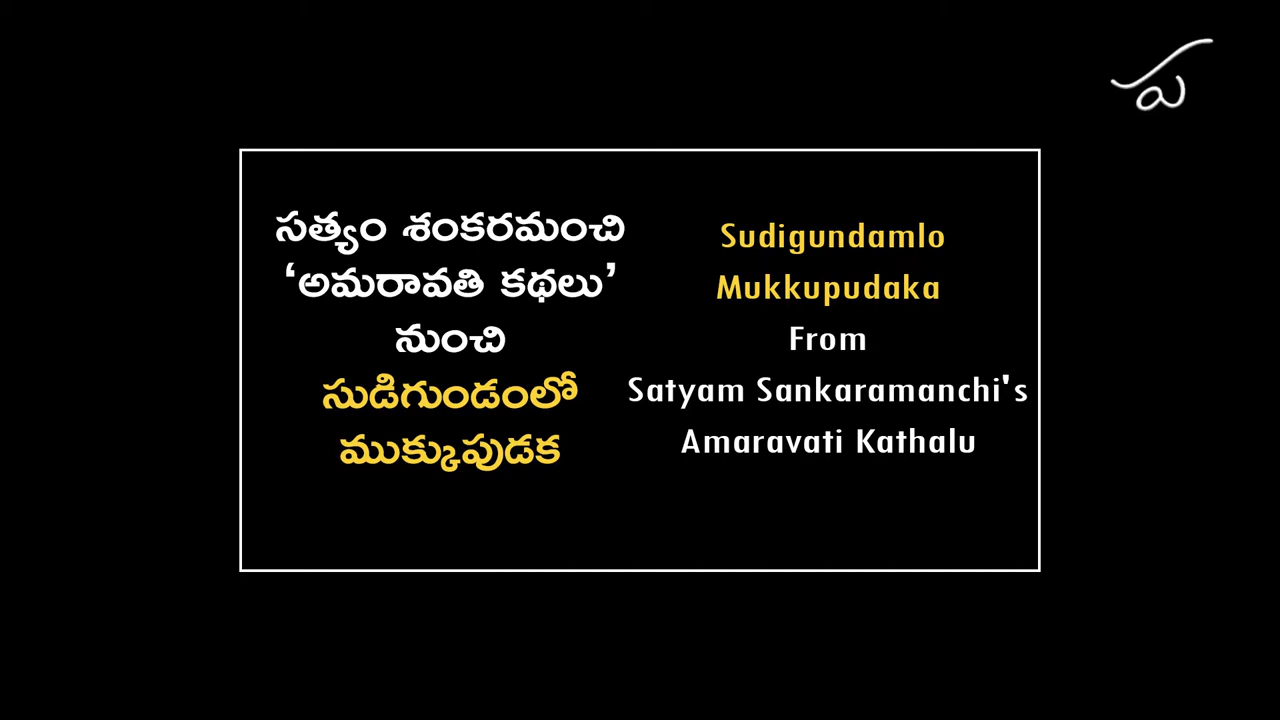 సత్యం శంకరమంచి
‘అమరావతి కథలు’
నుంచి
సుడిగుండంలో
ముక్కుపుడక
Sudigundamlo
Mukkupudaka
From
Satyam Sankaramanchi's
Amaravati Kathalu